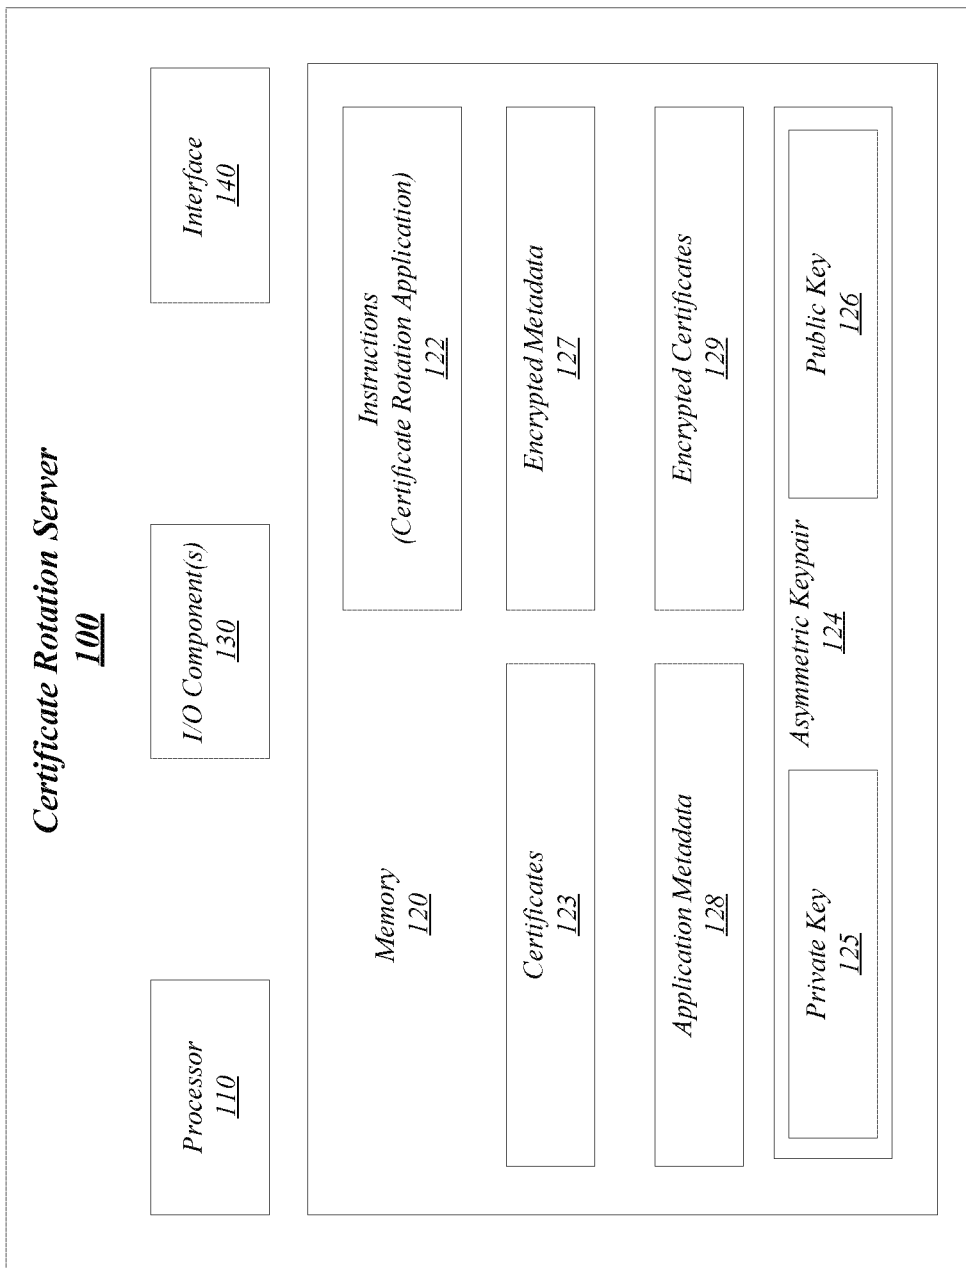 Certificate Rotation Server
100
Processor
110
I/O Component(s)
130
Interface
140
Memory
120
Instructions
(Certificate Rotation Application)
122
Certificates
123
Encrypted Metadata
127
Application Metadata
128
Encrypted Certificates
129
Private Key
125
Asymmetric Keypair
124
Public Key
126